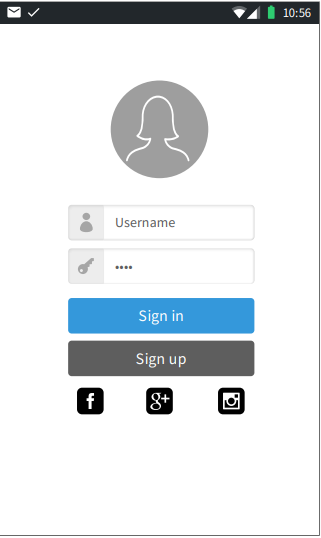 10:56
Username
••••
Sign in
Sign up
f
g+